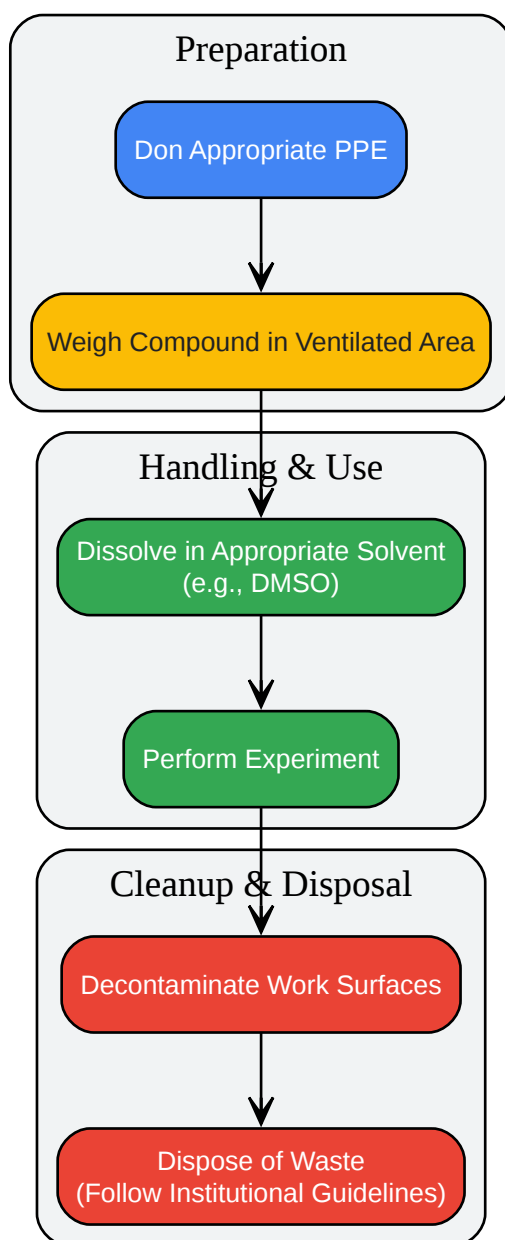 Preparation
Don Appropriate PPE
Weigh Compound in Ventilated Area
Handling & Use
Dissolve in Appropriate Solvent
(e.g., DMSO)
Perform Experiment
Cleanup & Disposal
Decontaminate Work Surfaces
Dispose of Waste
(Follow Institutional Guidelines)